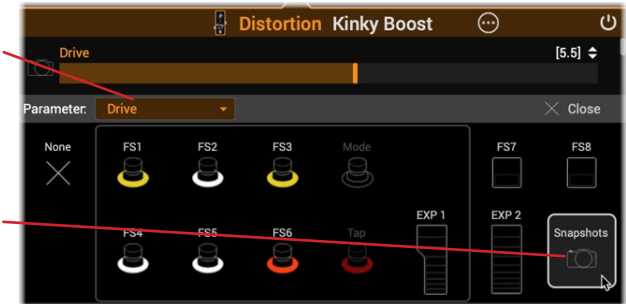 Distortion Kinky Boost
Drive [5.5]
Parameter: Drive Close
None FS1 FS2 FS3 Mode FS7 FS8
EXP 1 EXP 2 Snapshots
FS4 FS5 FS6 Tap